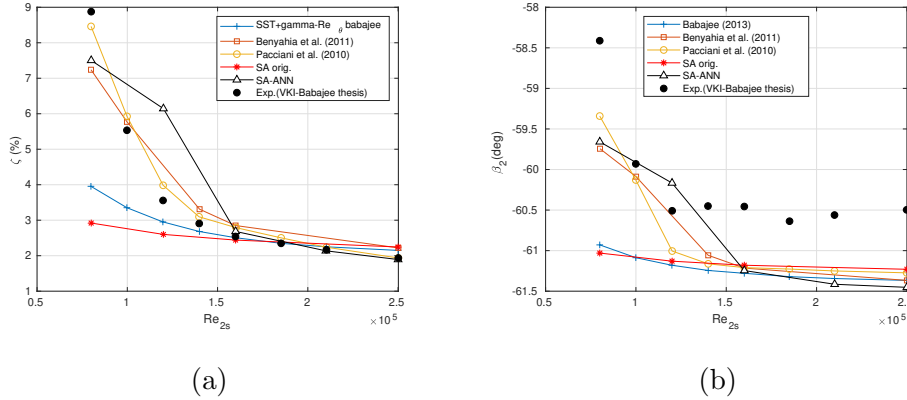 9
8
7
6
5
4
3
2
1
ζ (%)
0.5
1
1.5
2
2.5
Re2s
×10^5
SST+gamma-Reθ babajee
Benyahia et al. (2011)
Pacciani et al. (2010)
SA orig.
SA-ANN
Exp.(VKI-Babajee thesis)
(a)
-58
-58.5
-59
-59.5
-60
-60.5
-61
-61.5
β2(deg)
0.5
1
1.5
2
2.5
Re2s
×10^5
Babajee (2013)
Benyahia et al. (2011)
Pacciani et al. (2010)
SA orig.
SA-ANN
Exp.(VKI-Babajee thesis)
(b)